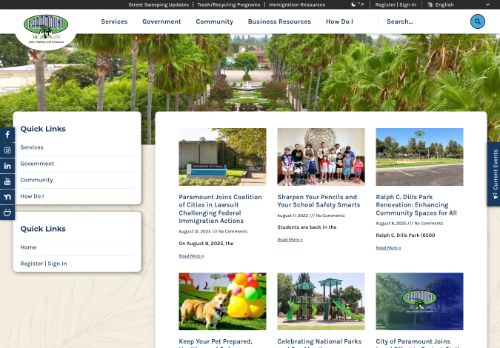 Street Sweeping Updates | Trash/Recycling Programs | Immigration Resources
° F | Register | Sign In English
PARAMOUNT
Services Government Community Business Resources How Do I Search...
Quick Links
Services
Government
Community
How Do I
Quick Links
Home
Register | Sign In
Current Events
Paramount Joins Coalition
of Cities in Lawsuit
Challenging Federal
Immigration Actions
August 12, 2025 /// No Comments
On August 8, 2025, the
Read More »
Sharpen Your Pencils and
Your School Safety Smarts
August 11, 2025 /// No Comments
Students are back in the
Read More »
Ralph C. Dills Park
Renovation: Enhancing
Community Spaces for All
August 8, 2025 /// No Comments
Ralph C. Dills Park (6500
Read More »
Keep Your Pet Prepared,
Celebrating National Parks
City of Paramount Joins